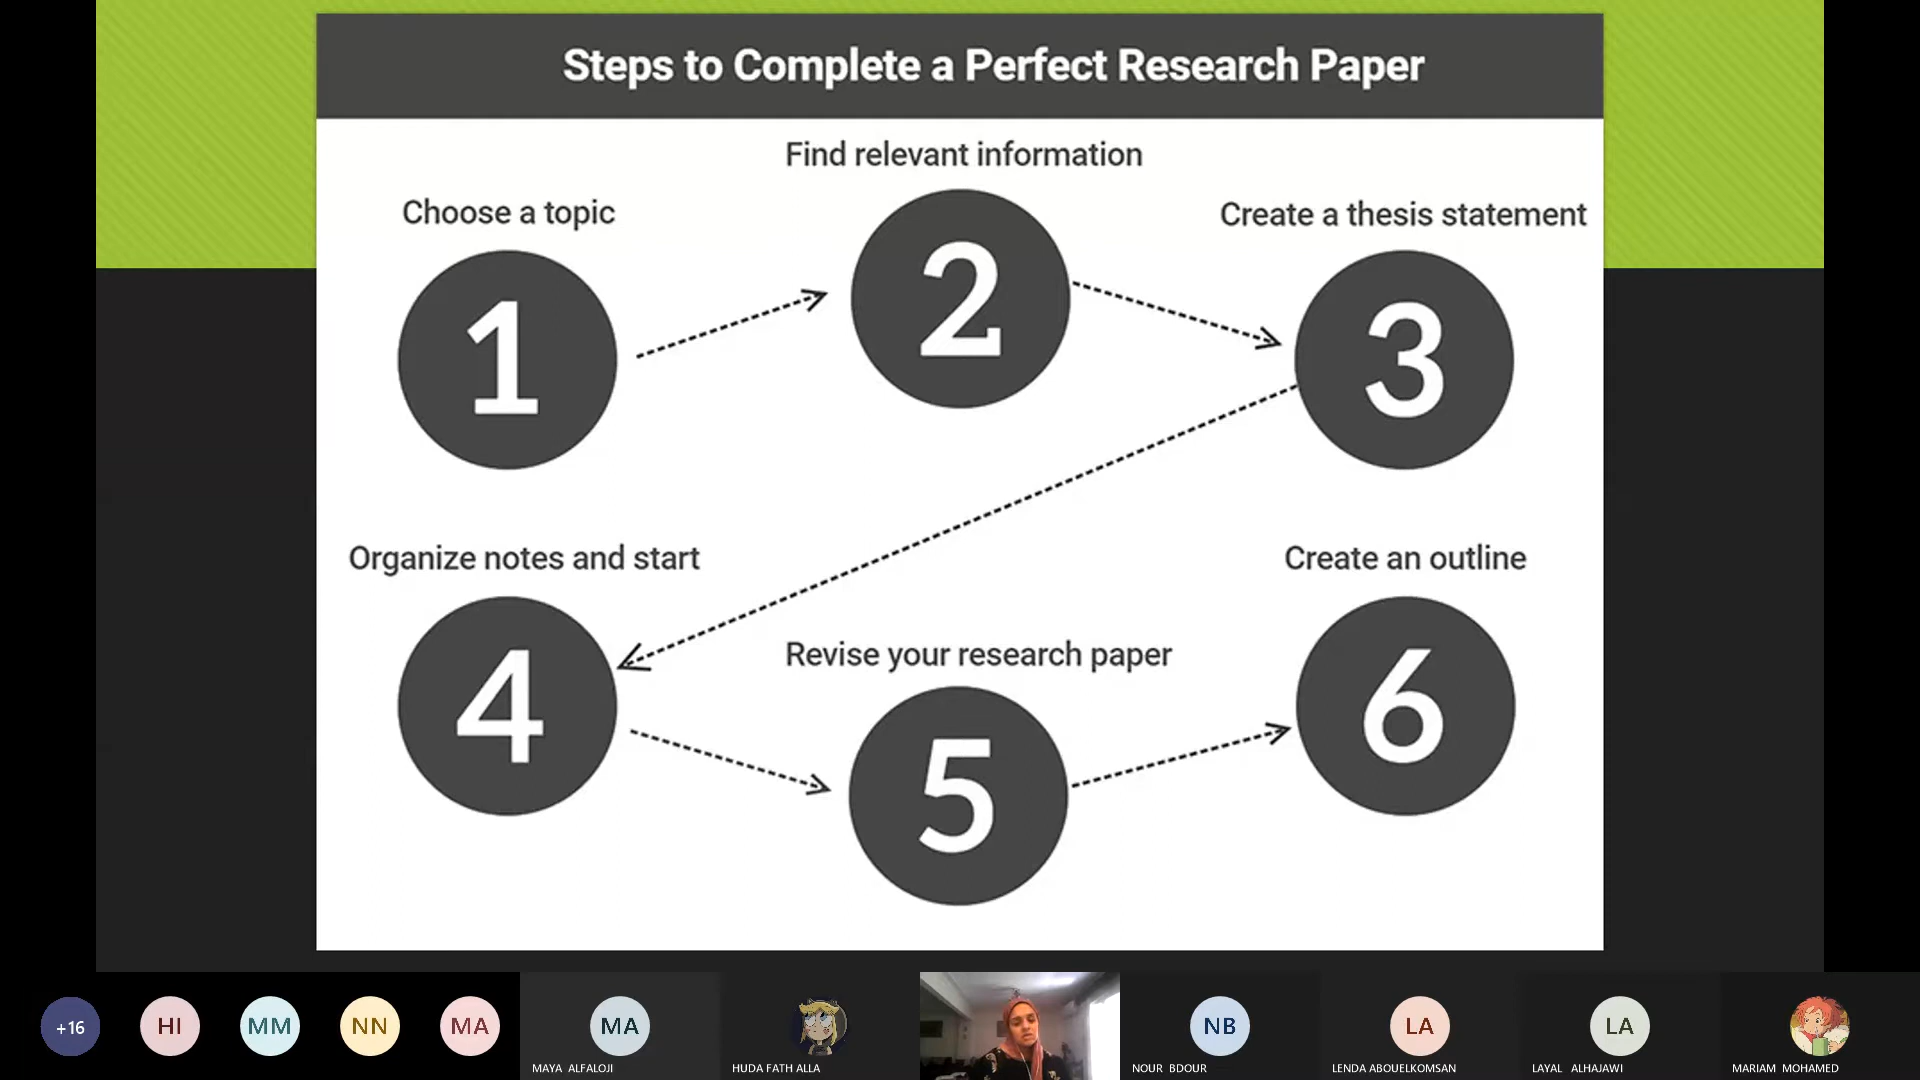 Steps to Complete a Perfect Research Paper
Find relevant information
Choose a topic
Create a thesis statement
1
2
3
Organize notes and start
Create an outline
Revise your research paper
4
5
6
+16
HI
MM
NN
MA
MA
NB
LA
LA
MAYA ALFALOJI
HUDA FATH ALLA
NOUR BDOUR
LENDA ABOUELKOMSAN
LAYAL ALHAJAWI
MARIAM MOHAMED